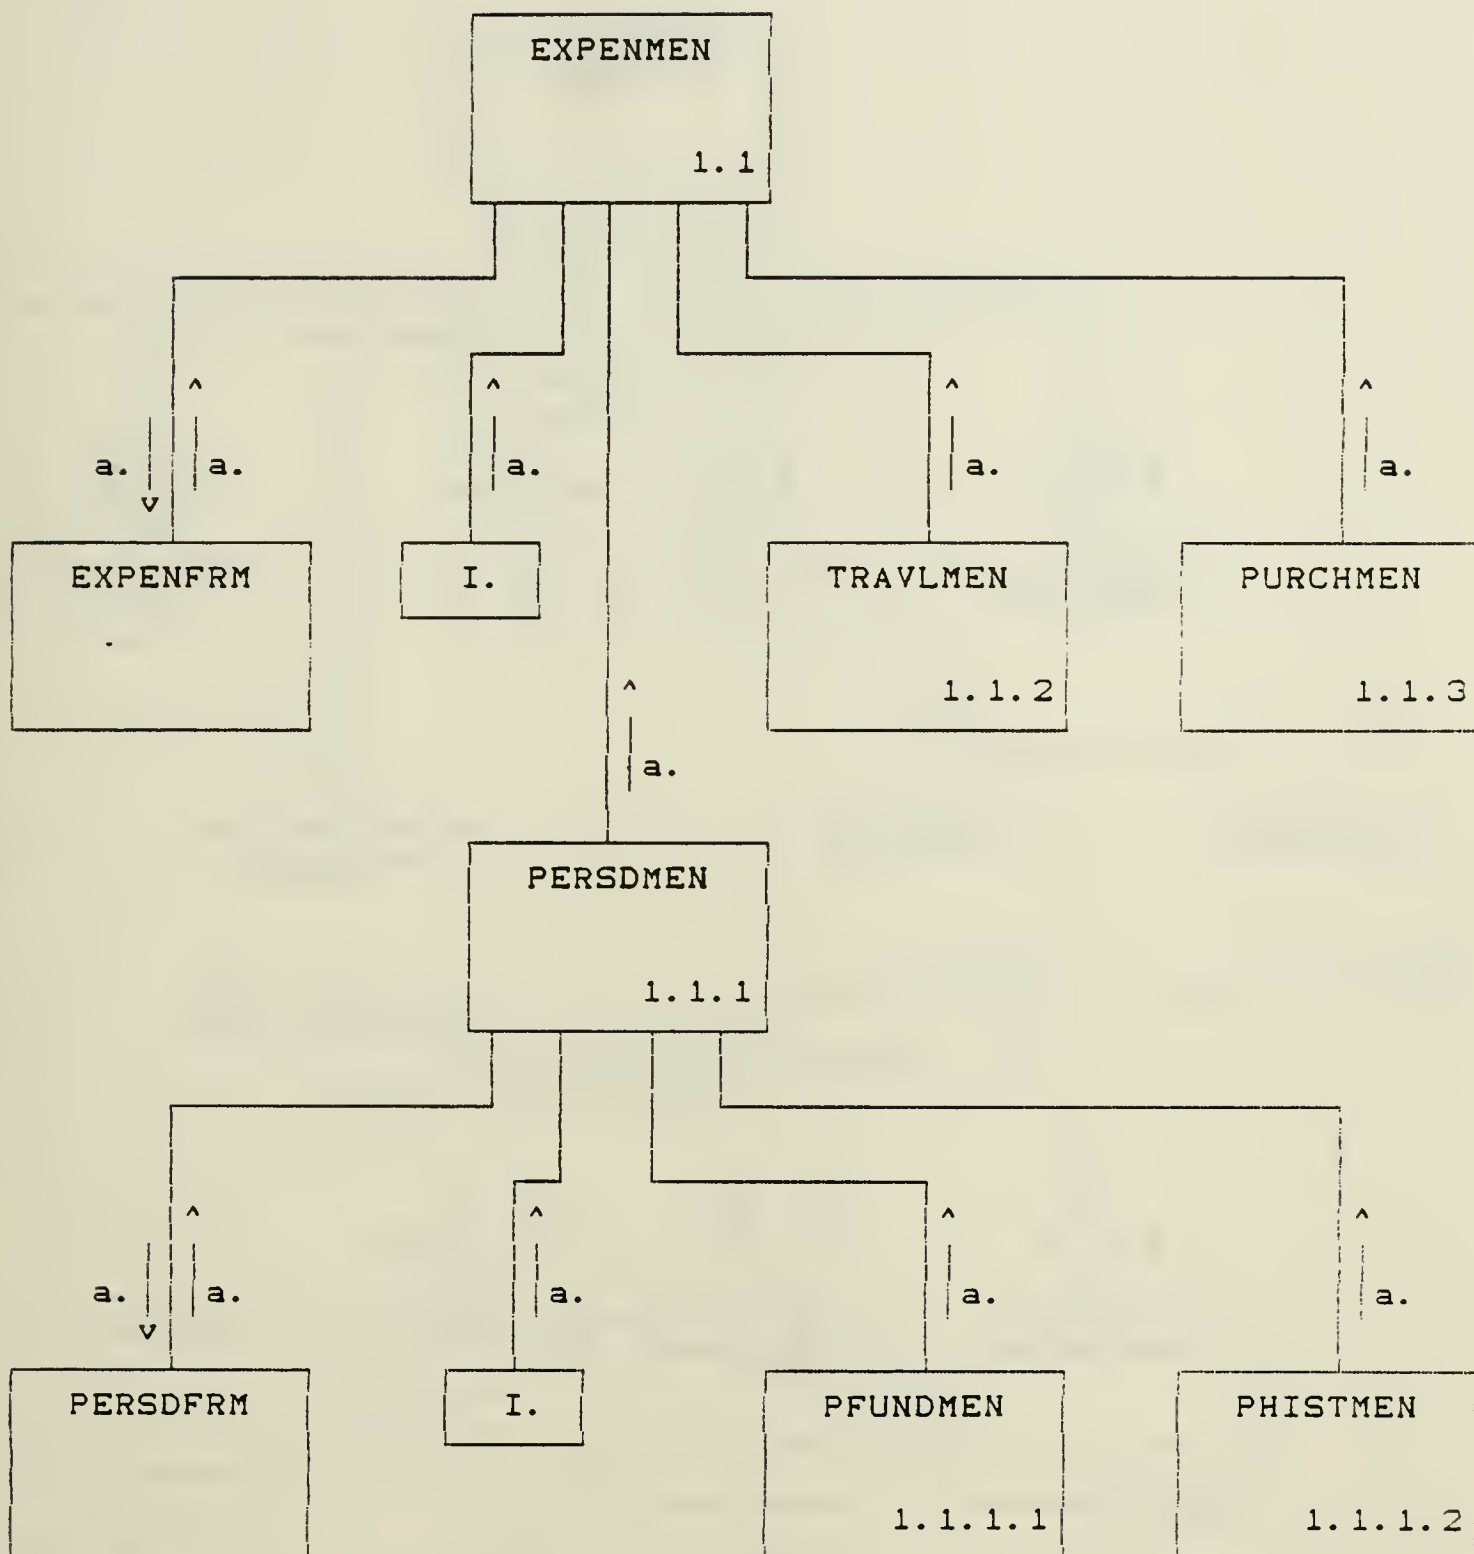 EXPENMEN
1.1
a. a. a. a. a.
EXPENFRM I. TRAVLMEN PURCHMEN
1.1.2 1.1.3
a.
PERSDMEN
1.1.1
a. a. a. a. a.
PERSDFRM I. PFUNDMEN PHISTMEN
1.1.1.1 1.1.1.2